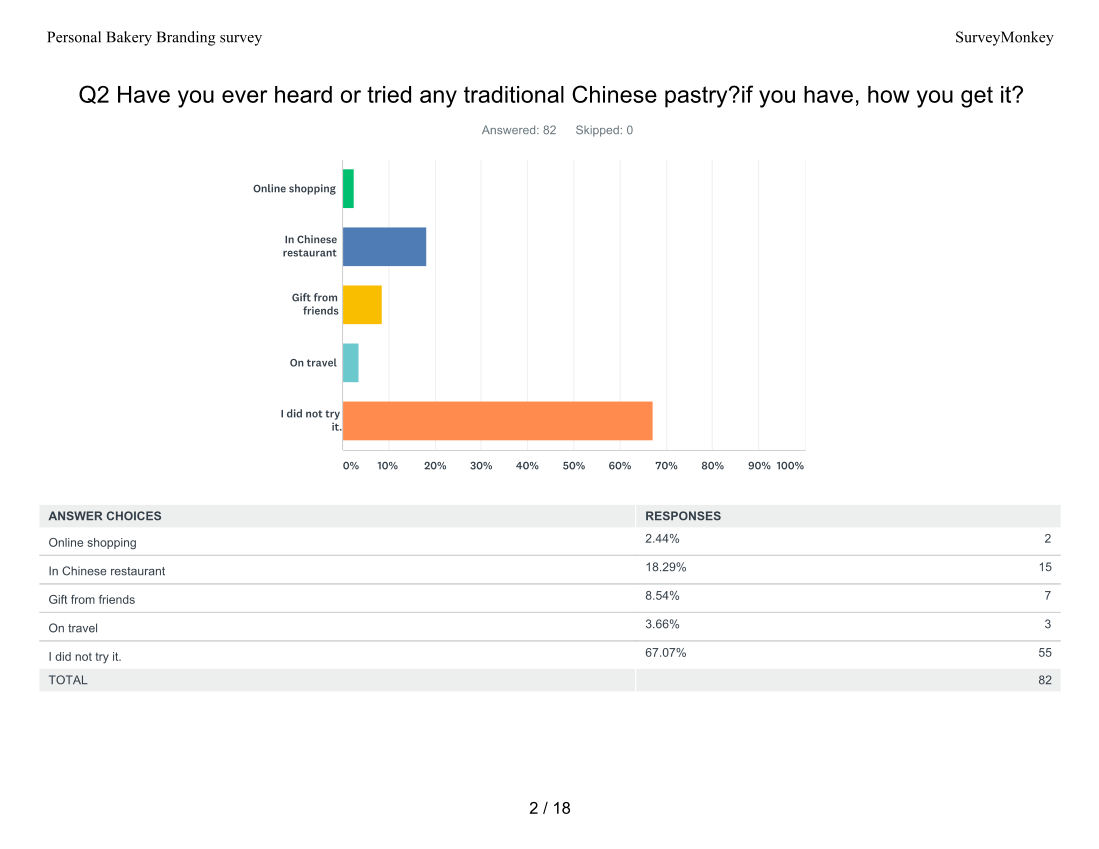 Personal Bakery Branding survey SurveyMonkey
Q2 Have you ever heard or tried any traditional Chinese pastry?if you have, how you get it?
Answered: 82 Skipped: 0
Online shopping
In Chinese
restaurant
Gift from
friends
On travel
I did not try
it.
0% 10% 20% 30% 40% 50% 60% 70% 80% 90% 100%
ANSWER CHOICES RESPONSES
Online shopping 2.44% 2
In Chinese restaurant 18.29% 15
Gift from friends 8.54% 7
On travel 3.66% 3
I did not try it. 67.07% 55
TOTAL 82
2 / 18